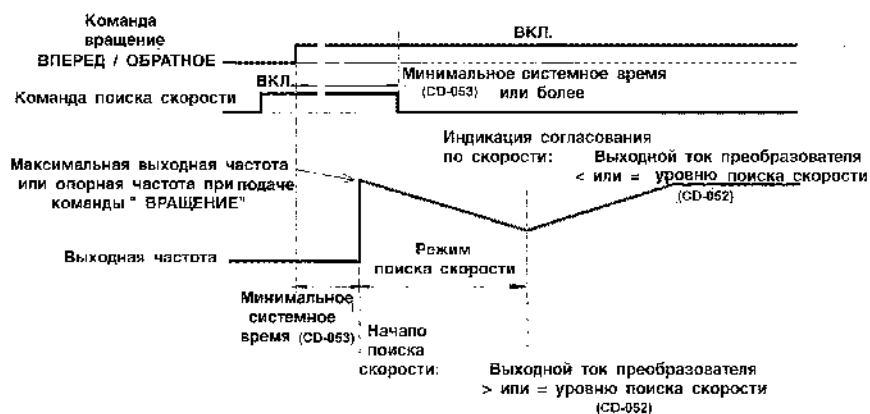 Команда
вращение
ВПЕРЕД / ОБРАТНОЕ
ВКЛ.
ВКЛ.
Минимальное системное время
(CD-053) или более
Команда поиска скорости
Индикация согласования
по скорости: Выходной ток преобразователя
< или = уровню поиска скорости
(CD-052)
Максимальная выходная частота
или опорная частота при подаче
команды " ВРАЩЕНИЕ"
Выходная частота
Режим
поиска скорости
Минимальное
системное
время (CD-053)
Начапо
поиска
скорости: Выходной ток преобразователя
> ипи = уровню поиска скорости
(CD-052)